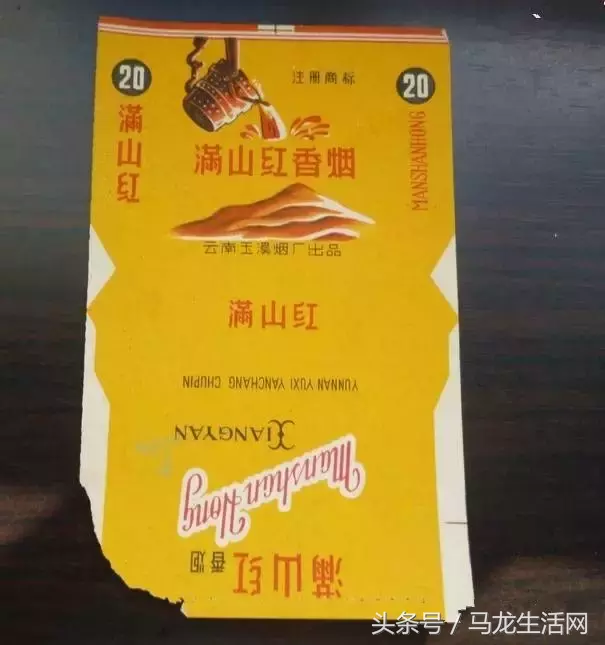 20
20
注册商标
满山红
MANSHANHONG
满山红香烟
云南玉溪烟厂出品
满山红
YUNNAN YUXI YANCHANG CHUPIN
XIANGYAN
Manshan Hong
满山红香烟
头条号 / 马龙生活网